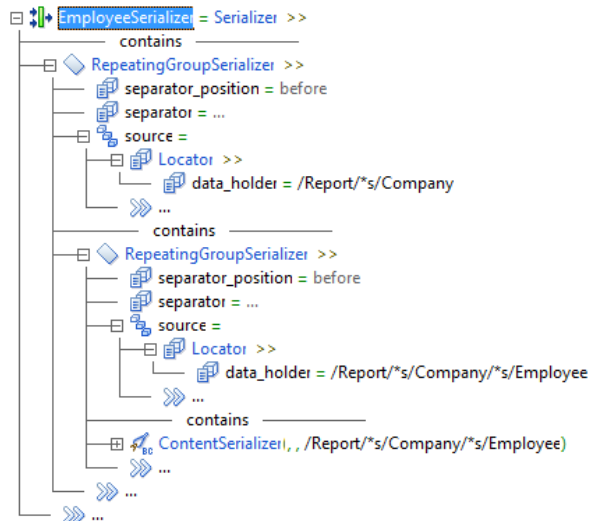 EmployeeSerializer = Serializer >>
contains
RepeatingGroupSerializer >>
separator_position = before
separator = ...
source =
Locator >>
data_holder = /Report/*s/Company
...
contains
RepeatingGroupSerializer >>
separator_position = before
separator = ...
source =
Locator >>
data_holder = /Report/*s/Company/*s/Employee
...
contains
ContentSerializer(, , /Report/*s/Company/*s/Employee)
...
...
...